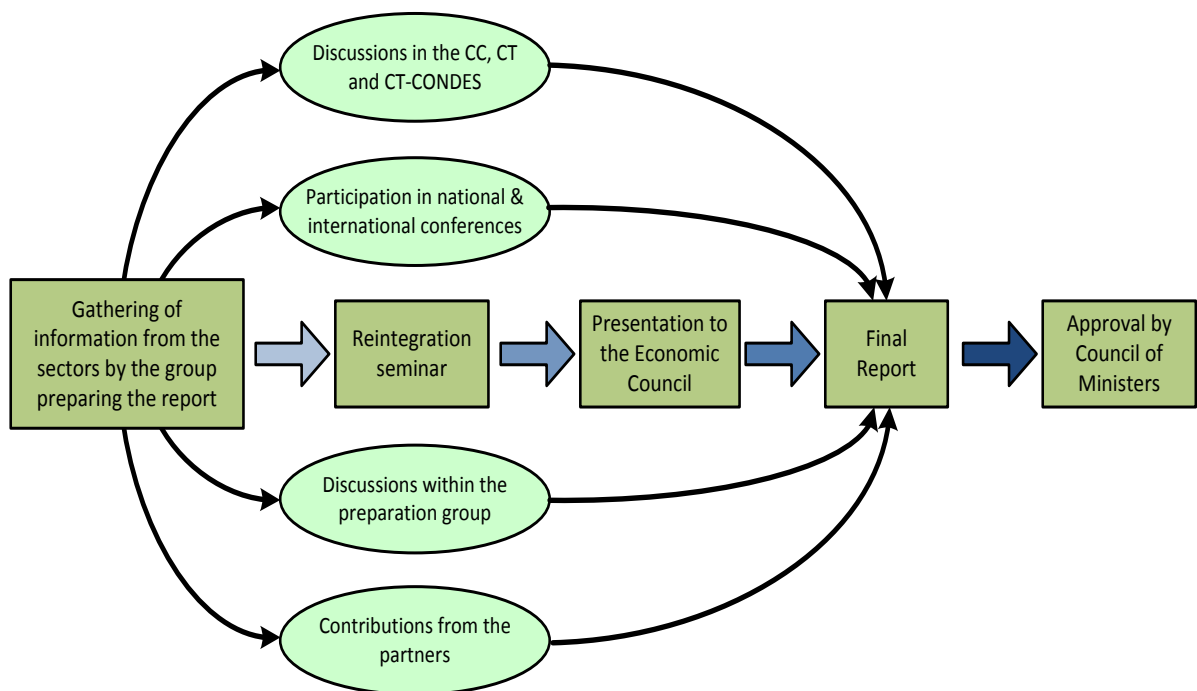 Discussions in the CC, CT
and CT-CONDES
Participation in national &
international conferences
Gathering of
information from the
sectors by the group
preparing the report
Reintegration
seminar
Presentation to
the Economic
Council
Final
Report
Approval by
Council of
Ministers
Discussions within the
preparation group
Contributions from the
partners